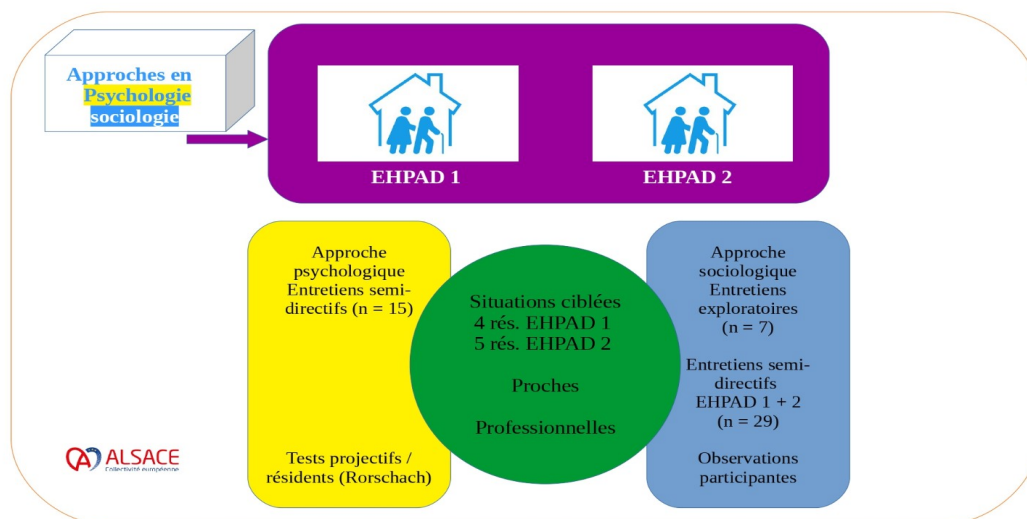 Approches en
Psychologie
sociologie
EHPAD 1
EHPAD 2
Approche
psychologique
Entretiens semi-
directifs (n = 15)
Tests projectifs /
résidents (Rorschach)
Situations ciblées
4 rés. EHPAD 1
5 rés. EHPAD 2
Proches
Professionnelles
Approche
sociologique
Entretiens
exploratoires
(n = 7)
Entretiens semi-
directifs
EHPAD 1 + 2
(n = 29)
Observations
participantes
ALSACE
Collectivité européenne